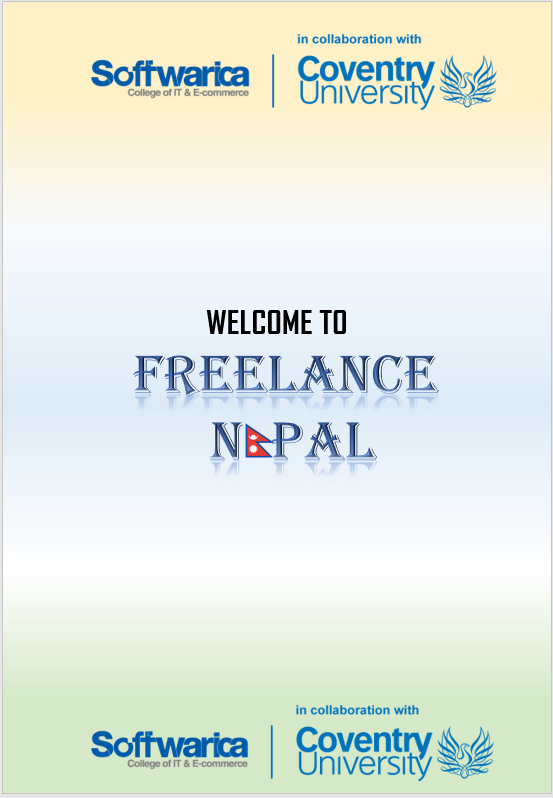 in collaboration with
Softwarica
College of IT & E-commerce
Coventry
University
WELCOME TO
FREELANCE
NPAL
in collaboration with
Softwarica
College of IT & E-commerce
Coventry
University